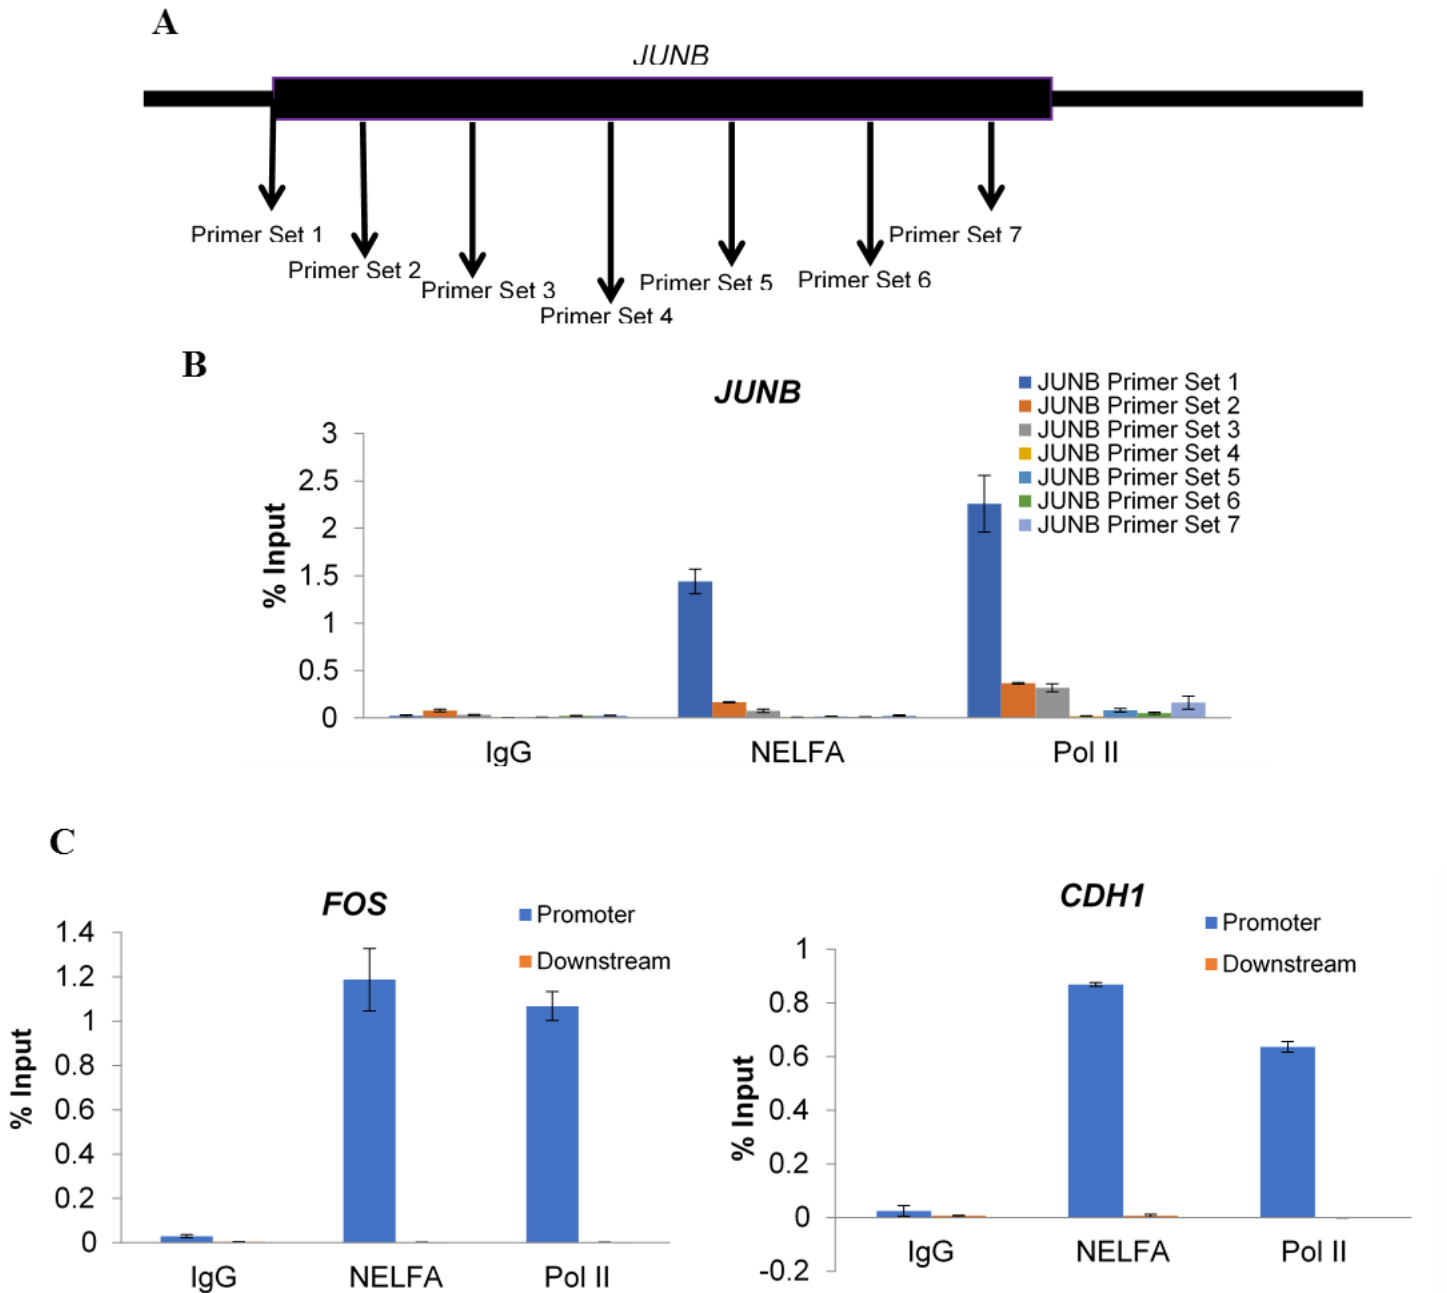 A
JUNB
Primer Set 1
Primer Set 2
Primer Set 3
Primer Set 4
Primer Set 5
Primer Set 6
Primer Set 7
B
JUNB
JUNB Primer Set 1
JUNB Primer Set 2
JUNB Primer Set 3
JUNB Primer Set 4
JUNB Primer Set 5
JUNB Primer Set 6
JUNB Primer Set 7
% Input
3
2.5
2
1.5
1
0.5
0
IgG
NELFA
Pol II
C
FOS
Promoter
Downstream
% Input
1.4
1.2
1
0.8
0.6
0.4
0.2
0
IgG
NELFA
Pol II
CDH1
Promoter
Downstream
% Input
1
0.8
0.6
0.4
0.2
0
-0.2
IgG
NELFA
Pol II